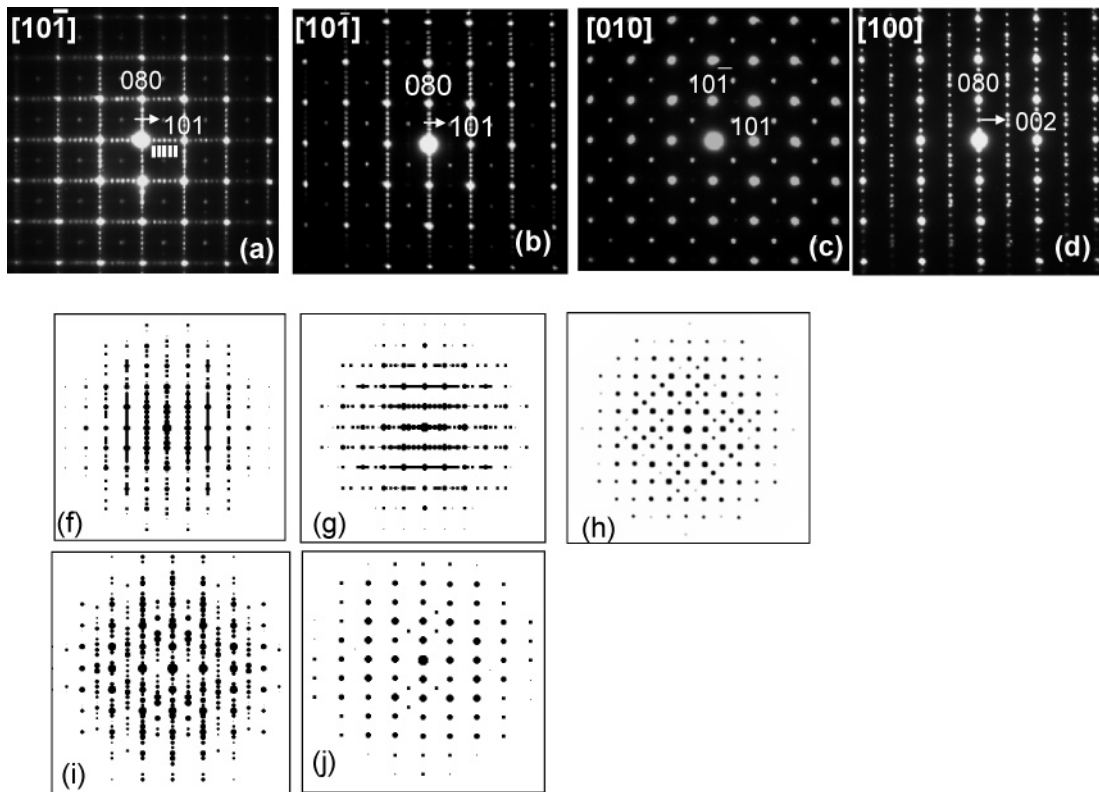 [101̅]
080
101
(a)
[101̅]
080
101
(b)
[010]
101̅
101
(c)
[100]
080
002
(d)
(f)
(g)
(h)
(i)
(j)